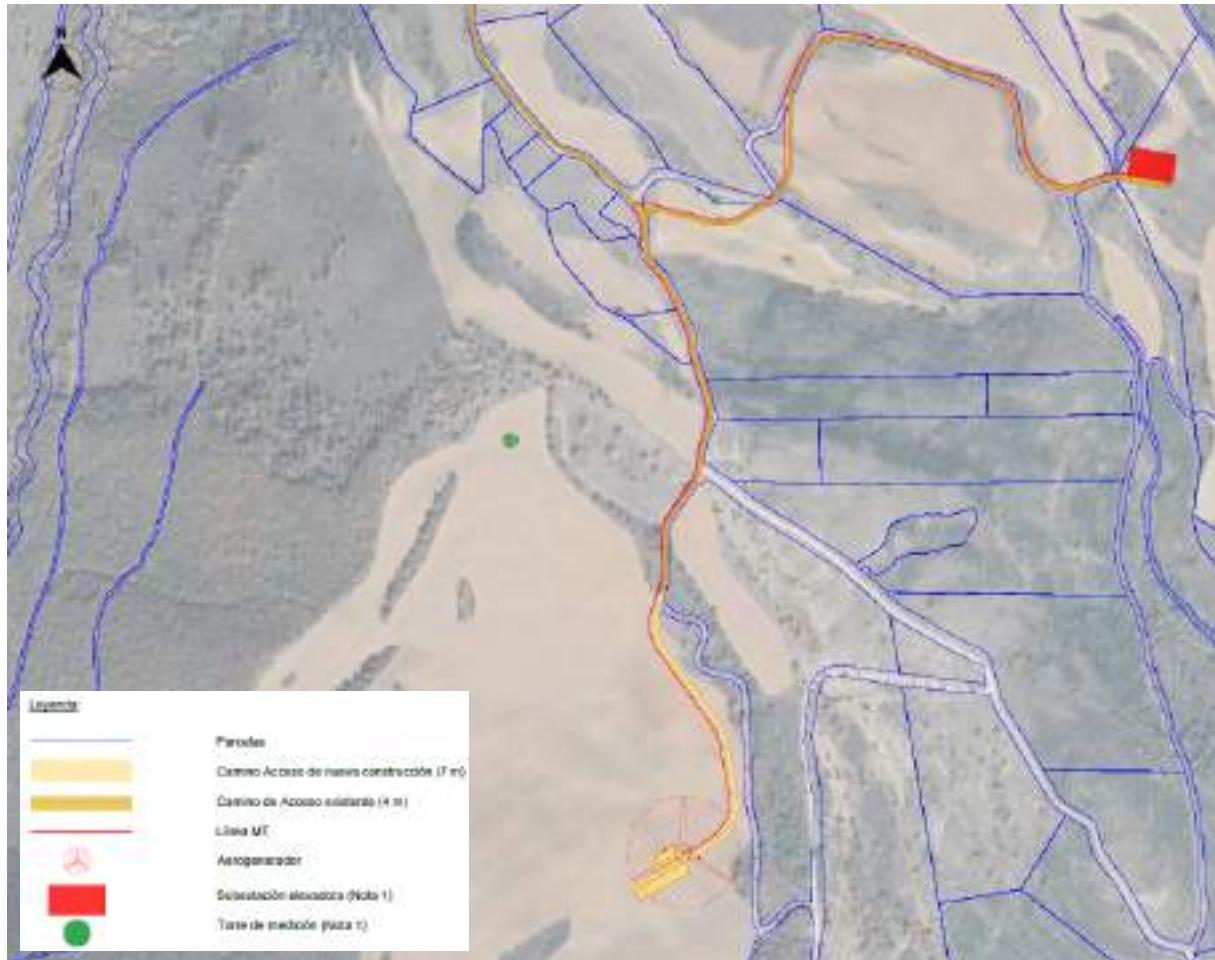 N
Leyenda:
Parcelas
Camino Acceso de nueva construcción (7 m)
Camino de Acceso existente (4 m)
Línea MT
Aerogenerador
Subestación elevadora (Nota 1)
Torre de medición (Nota 1)